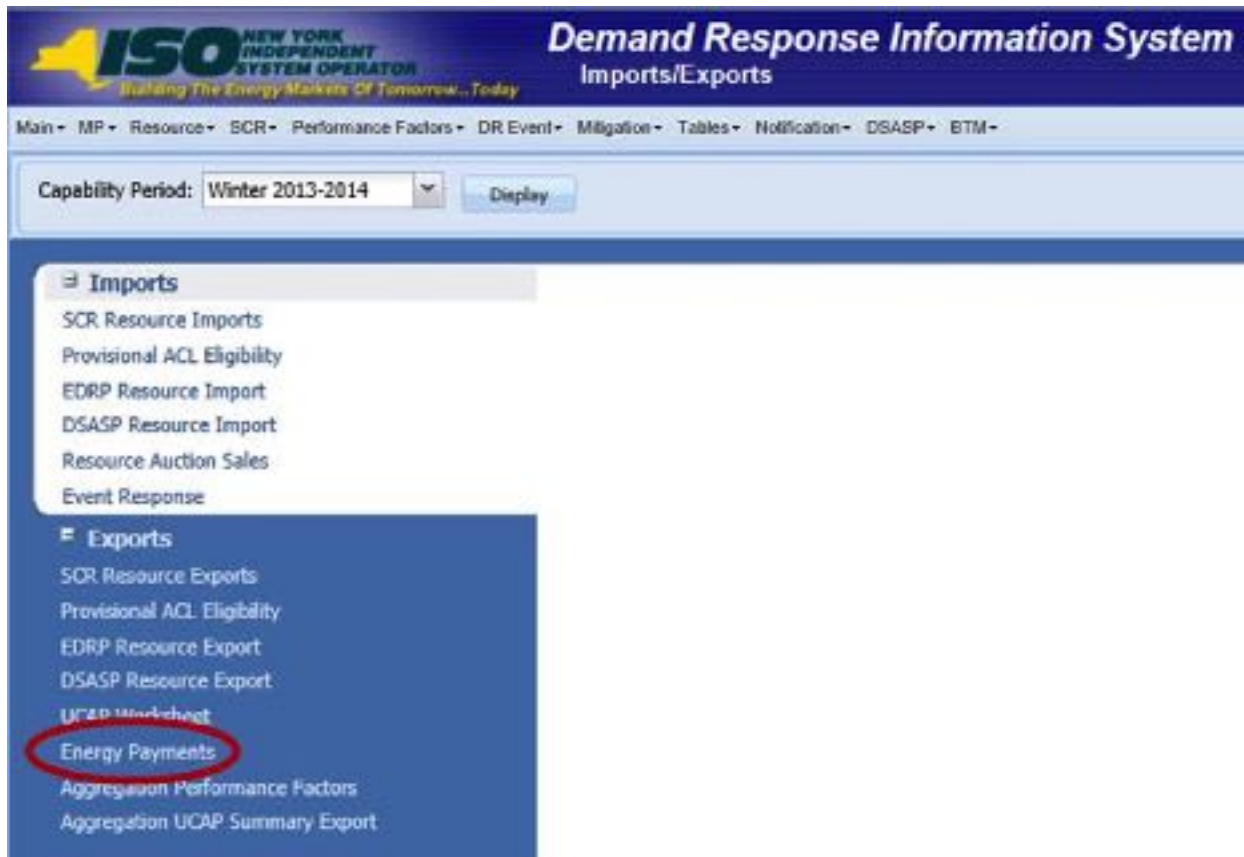 ISO NEW YORK
INDEPENDENT
SYSTEM OPERATOR
Building The Energy Markets Of Tomorrow...Today
Demand Response Information System
Imports/Exports
Main MP Resource SCR Performance Factors DR Event Mitigation Tables Notification DSASP BTM
Capability Period: Winter 2013-2014 Display
Imports
SCR Resource Imports
Provisional ACL Eligibility
EDRP Resource Import
DSASP Resource Import
Resource Auction Sales
Event Response
Exports
SCR Resource Exports
Provisional ACL Eligibility
EDRP Resource Export
DSASP Resource Export
UCAP Worksheet
Energy Payments
Aggregation Performance Factors
Aggregation UCAP Summary Export